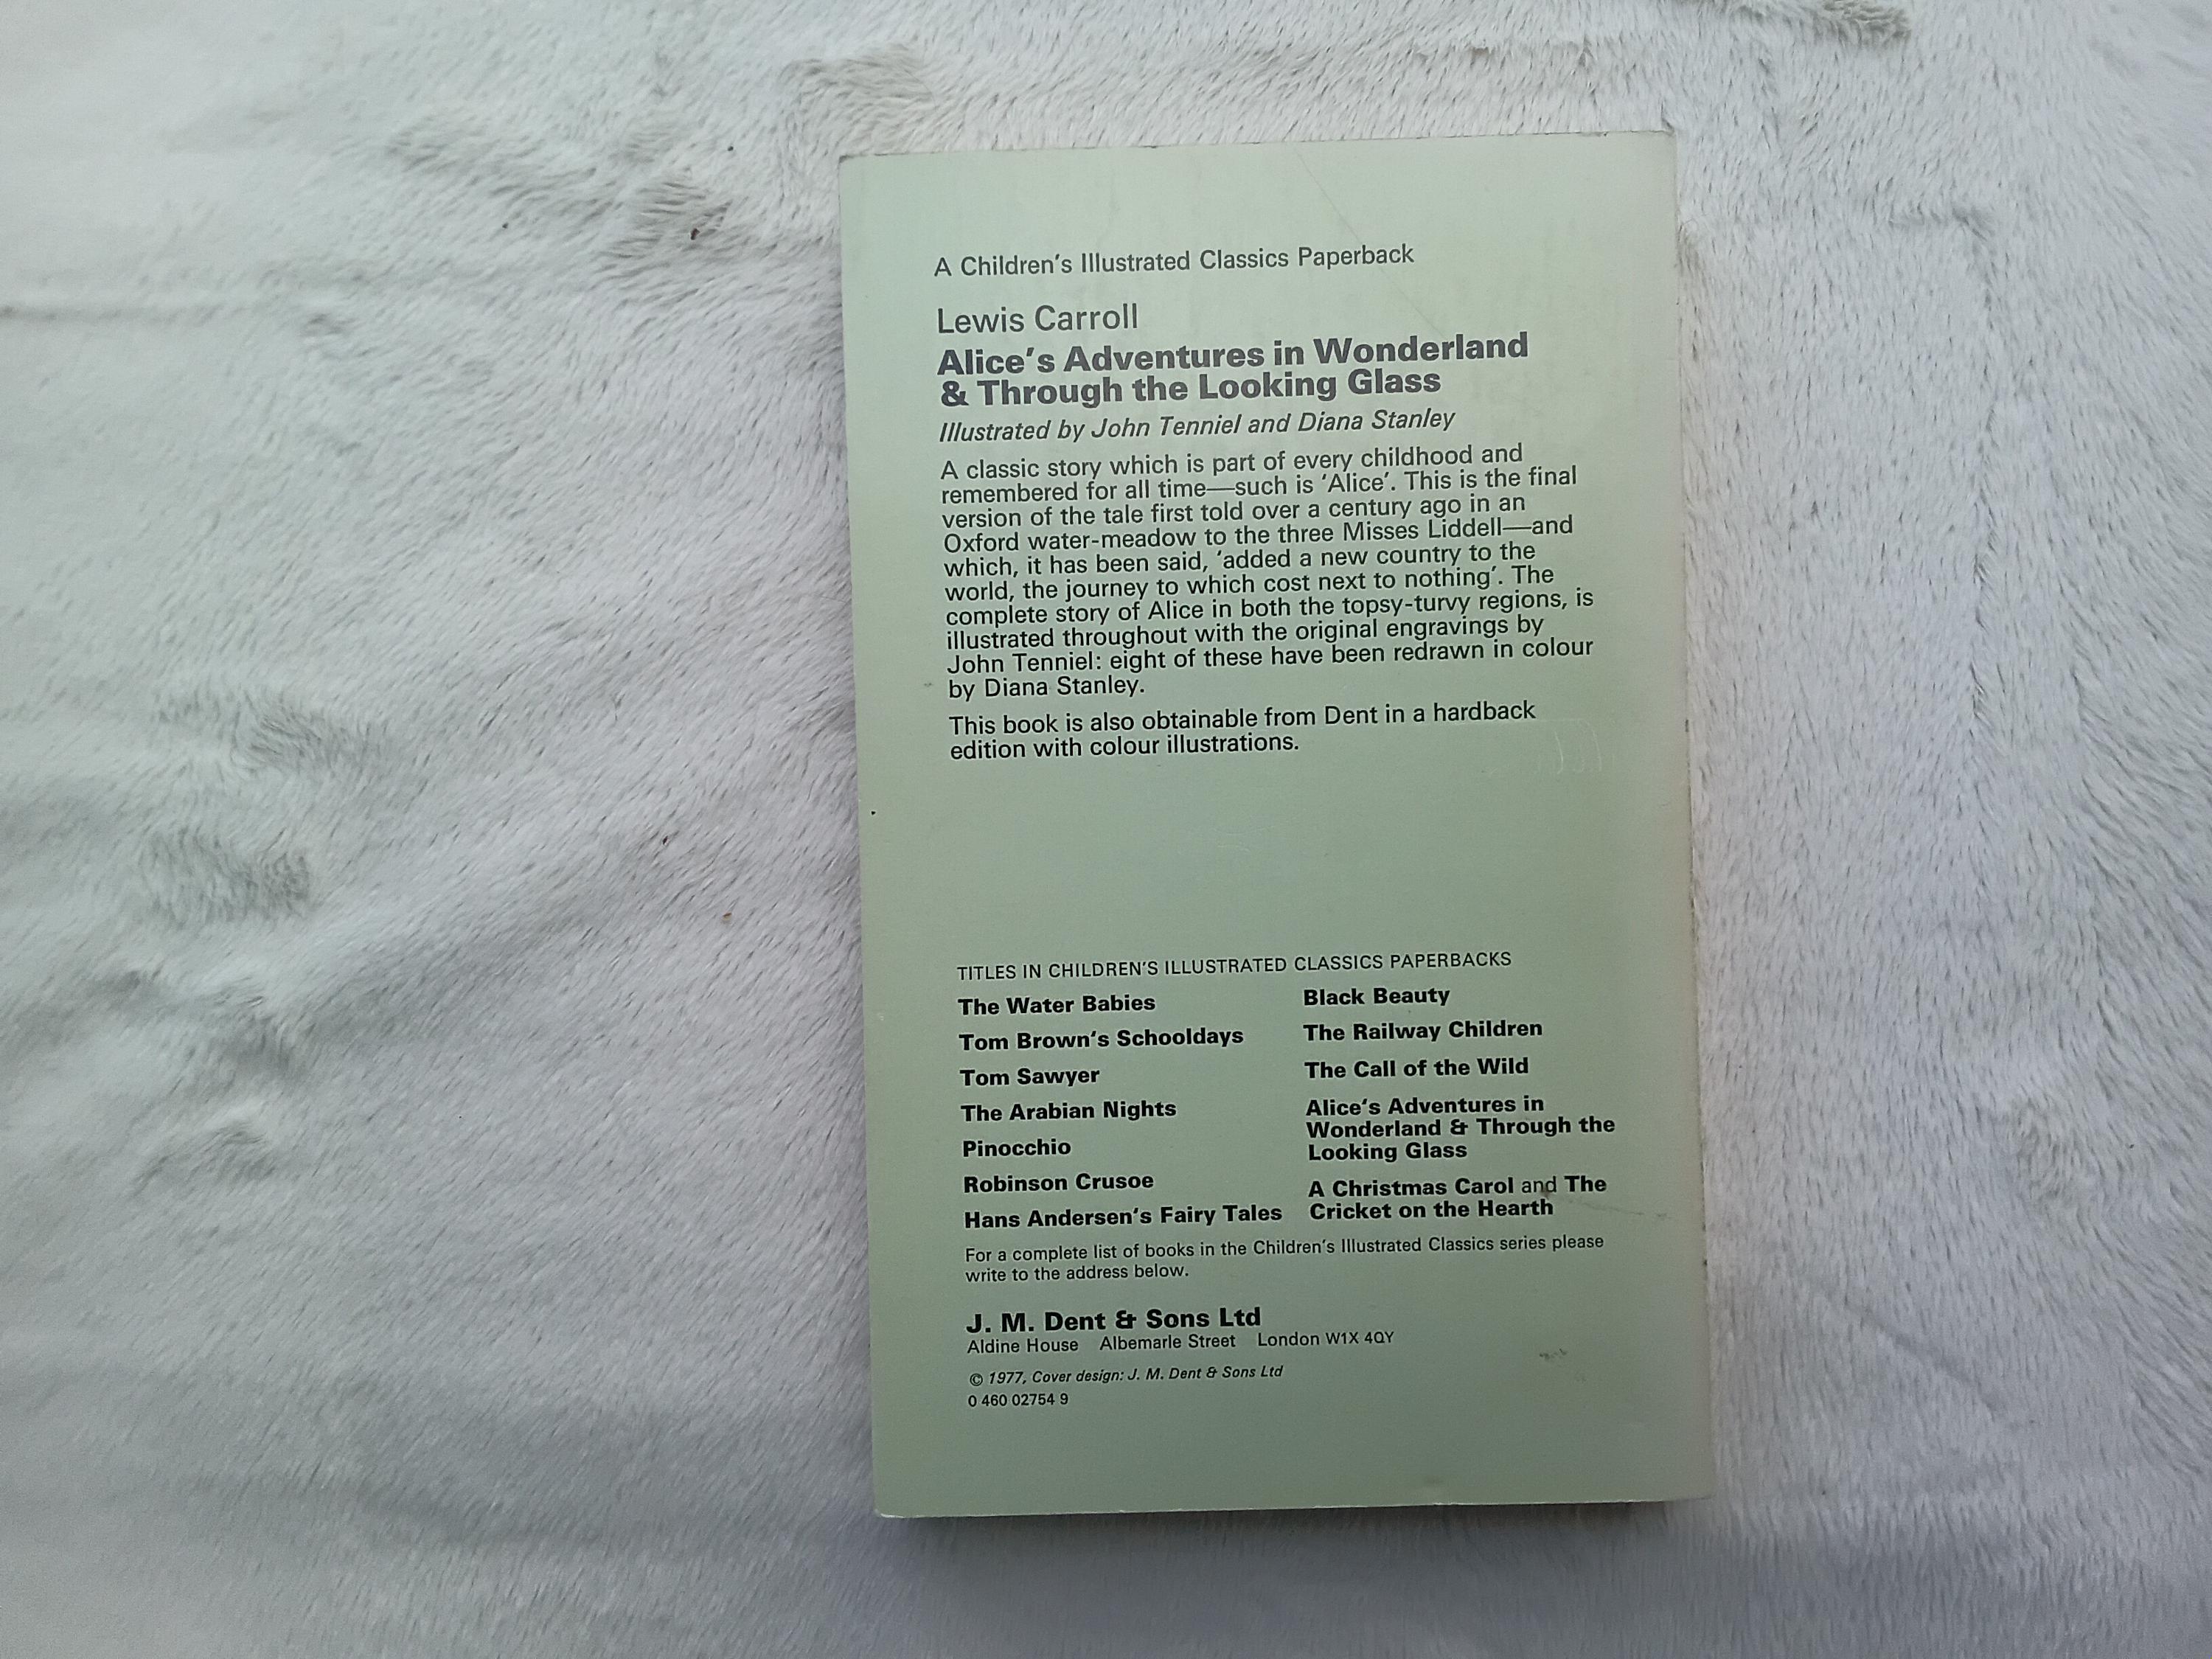 A Children's Illustrated Classics Paperback
Lewis Carroll
Alice's Adventures in Wonderland
& Through the Looking Glass
Illustrated by John Tenniel and Diana Stanley
A classic story which is part of every childhood and
remembered for all time—such is 'Alice'. This is the final
version of the tale first told over a century ago in an
Oxford water-meadow to the three Misses Liddell—and
which, it has been said, 'added a new country to the
world, the journey to which cost next to nothing'. The
complete story of Alice in both the topsy-turvy regions, is
illustrated throughout with the original engravings by
John Tenniel: eight of these have been redrawn in colour
by Diana Stanley.
This book is also obtainable from Dent in a hardback
edition with colour illustrations.
TITLES IN CHILDREN'S ILLUSTRATED CLASSICS PAPERBACKS
The Water Babies
Tom Brown's Schooldays
Tom Sawyer
The Arabian Nights
Pinocchio
Robinson Crusoe
Hans Andersen's Fairy Tales
Black Beauty
The Railway Children
The Call of the Wild
Alice's Adventures in
Wonderland & Through the
Looking Glass
A Christmas Carol and The
Cricket on the Hearth
For a complete list of books in the Children's Illustrated Classics series please
write to the address below.
J. M. Dent & Sons Ltd
Aldine House Albemarle Street London W1X 4QY
© 1977, Cover design: J. M. Dent & Sons Ltd
0 460 02754 9